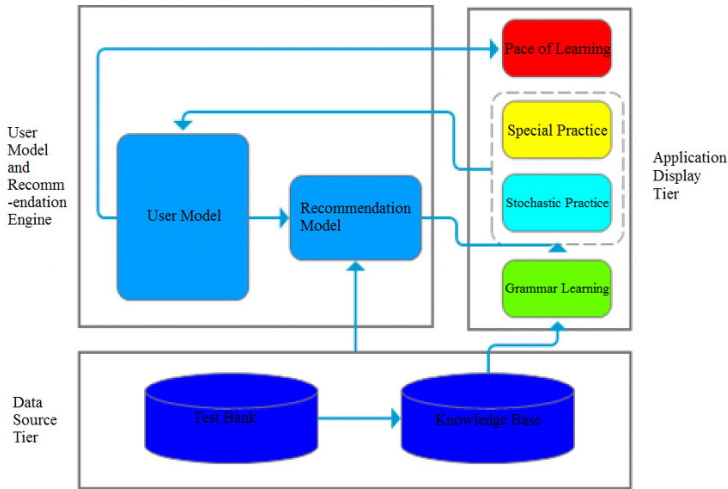 Pace of Learning
Special Practice
Stochastic Practice
Grammar Learning
Application
Display
Tier
User
Model
and
Recomm
-endation
Engine
User Model
Recommendation
Model
Data
Source
Tier
Test Bank
Knowledge Base